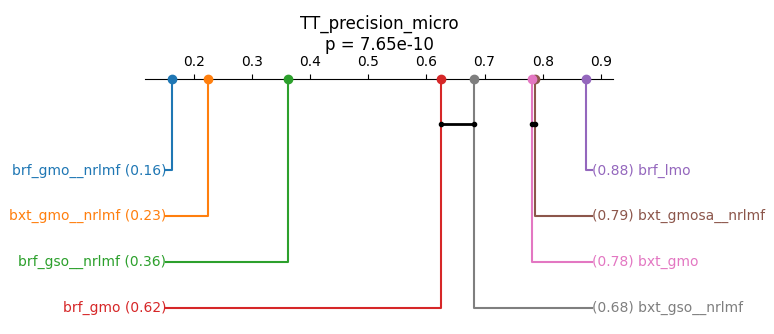 TT_precision_micro
p = 7.65e-10
0.2 0.3 0.4 0.5 0.6 0.7 0.8 0.9
brf_gmo__nrlmf (0.16)
(0.88) brf_lmo
bxt_gmo__nrlmf (0.23)
(0.79) bxt_gmosa__nrlmf
brf_gso__nrlmf (0.36)
(0.78) bxt_gmo
brf_gmo (0.62)
(0.68) bxt_gso__nrlmf